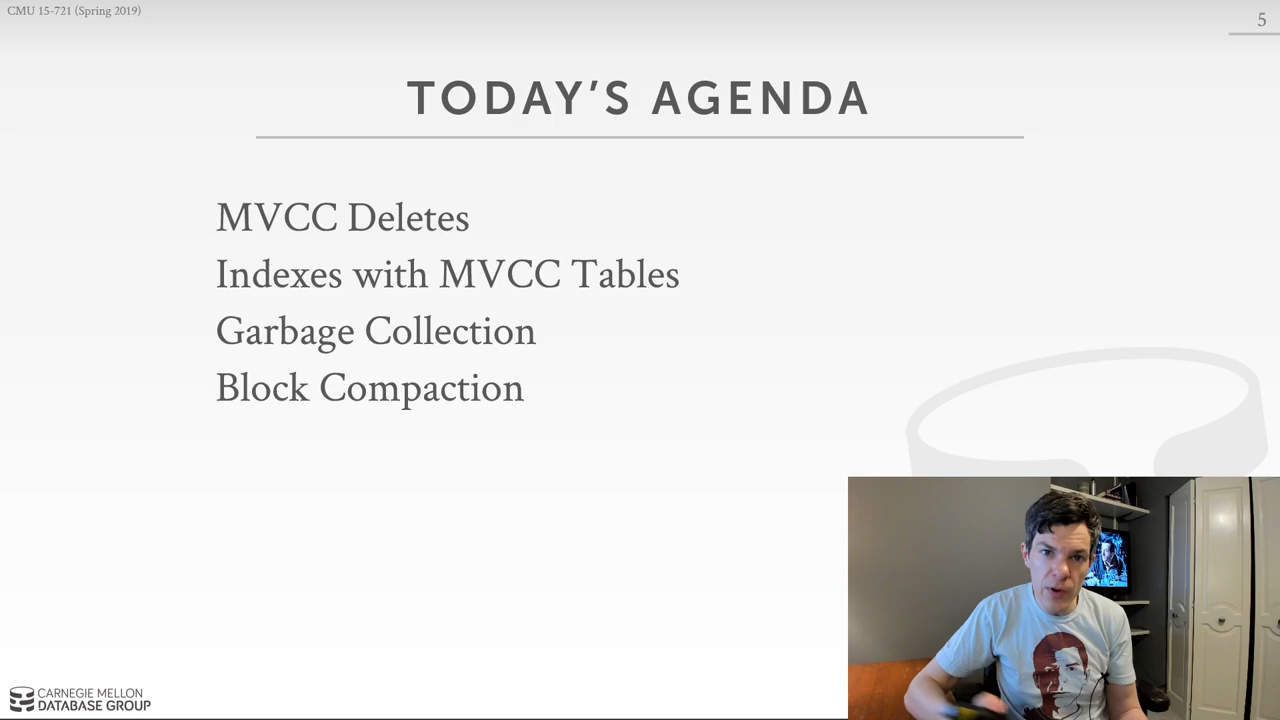 CMU 15-721 (Spring 2019)
5
TODAY'S AGENDA
MVCC Deletes
Indexes with MVCC Tables
Garbage Collection
Block Compaction
CARNEGIE MELLON
DATABASE GROUP